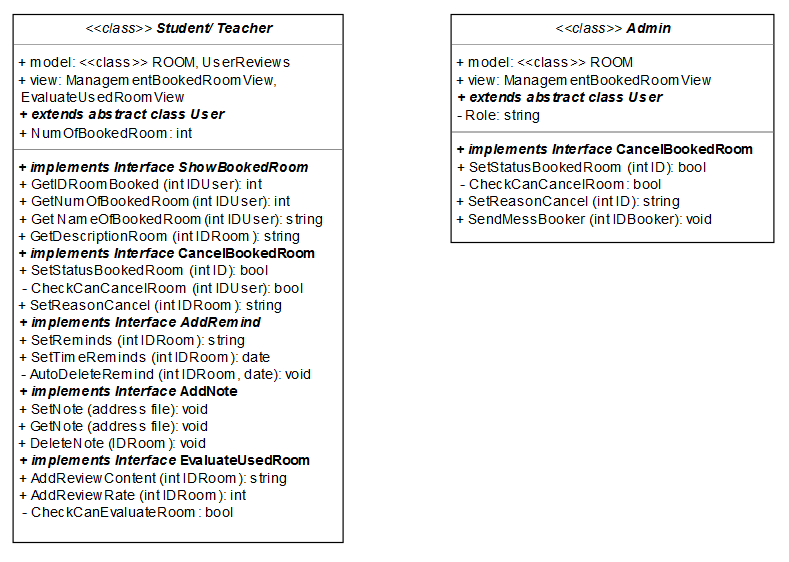 <<class>> Student/ Teacher
+ model: <<class>> ROOM, UserReviews
+ view: ManagementBookedRoomView,
EvaluateUsedRoomView
+ extends abstract class User
+ NumOfBookedRoom: int
+ implements Interface ShowBookedRoom
+ GetIDRoomBooked (int IDUser): int
+ GetNumOfBookedRoom (int IDUser): int
+ Get NameOfBookedRoom (int IDUser): string
+ GetDescriptionRoom (int IDRoom): string
+ implements Interface CancelBookedRoom
+ SetStatusBookedRoom (int ID): bool
- CheckCanCancelRoom (int IDUser): bool
+ SetReasonCancel (int IDRoom): string
+ implements Interface AddRemind
+ SetReminds (int IDRoom): string
+ SetTimeReminds (int IDRoom): date
- AutoDeleteRemind (int IDRoom, date): void
+ implements Interface AddNote
+ SetNote (address file): void
+ GetNote (address file): void
+ DeleteNote (IDRoom): void
+ implements Interface EvaluateUsedRoom
+ AddReviewContent (int IDRoom): string
+ AddReviewRate (int IDRoom): int
- CheckCanEvaluateRoom: bool
<<class>> Admin
+ model: <<class>> ROOM
+ view: ManagementBookedRoomView
+ extends abstract class User
- Role: string
+ implements Interface CancelBookedRoom
+ SetStatusBookedRoom (int ID): bool
- CheckCanCancelRoom: bool
+ SetReasonCancel (int ID): string
+ SendMessBooker (int IDBooker): void